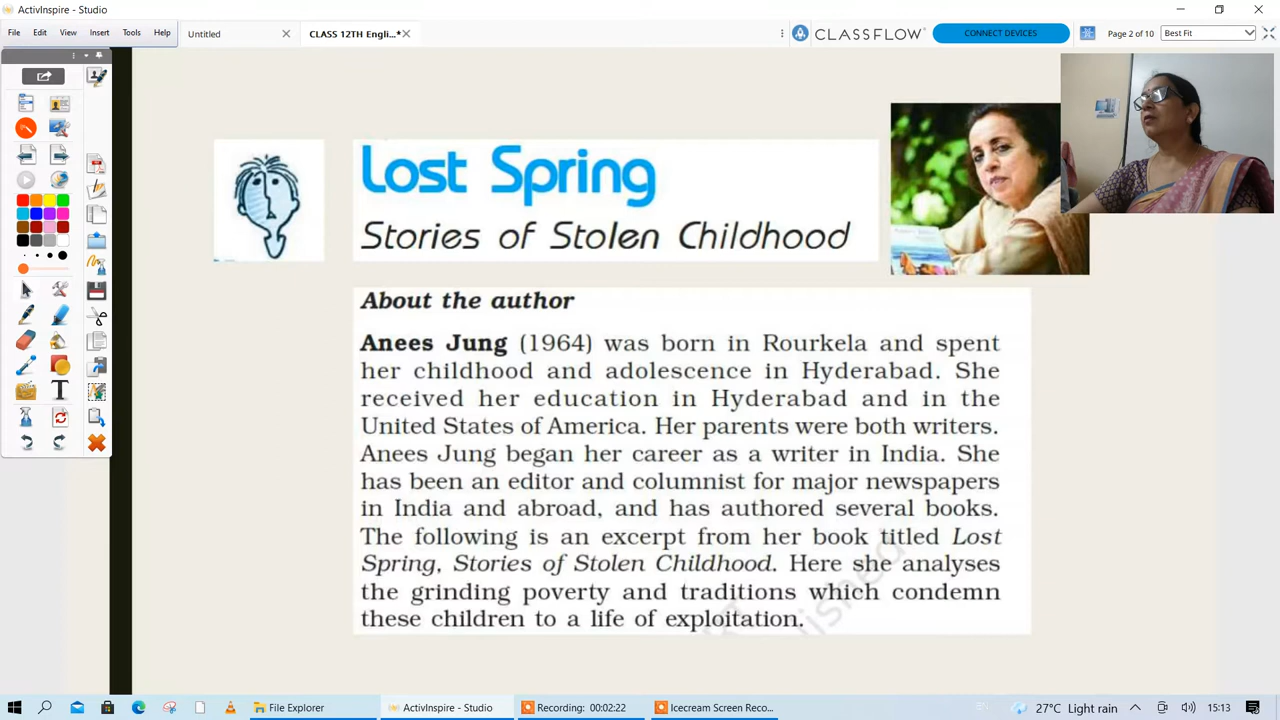 ActivInspire - Studio
File Edit View Insert Tools Help
Untitled
CLASS 12TH Engli...*
CLASSFLOW
CONNECT DEVICES
Page 2 of 10
Best Fit
Lost Spring
Stories of Stolen Childhood
About the author
Anees Jung (1964) was born in Rourkela and spent
her childhood and adolescence in Hyderabad. She
received her education in Hyderabad and in the
United States of America. Her parents were both writers.
Anees Jung began her career as a writer in India. She
has been an editor and columnist for major newspapers
in India and abroad, and has authored several books.
The following is an excerpt from her book titled Lost
Spring, Stories of Stolen Childhood. Here she analyses
the grinding poverty and traditions which condemn
these children to a life of exploitation.
File Explorer
ActivInspire - Studio
Recording: 00:02:22
Icecream Screen Reco...
27°C Light rain
15:13